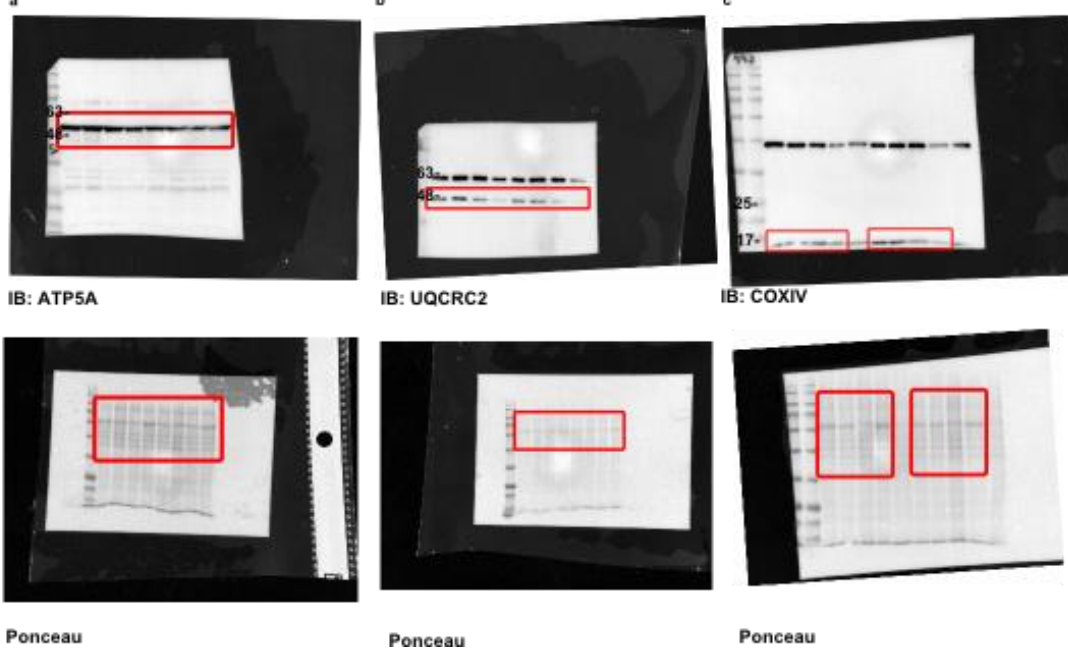 a
b
c
63-
48-
63-
48-
25-
17-
IB: ATP5A
IB: UQCRC2
IB: COXIV
Ponceau
Ponceau
Ponceau